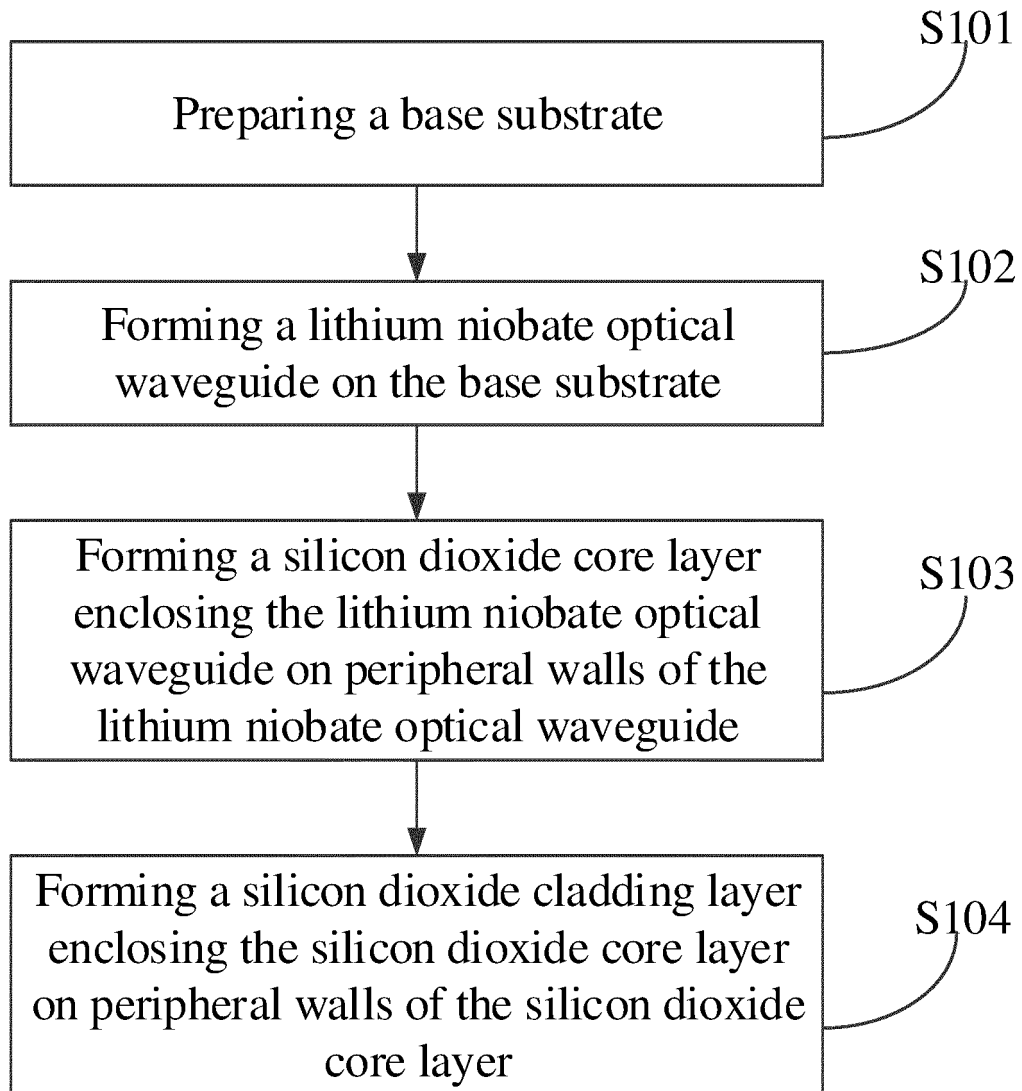 S101
Preparing a base substrate
S102
Forming a lithium niobate optical
waveguide on the base substrate
S103
Forming a silicon dioxide core layer
enclosing the lithium niobate optical
waveguide on peripheral walls of the
lithium niobate optical waveguide
S104
Forming a silicon dioxide cladding layer
enclosing the silicon dioxide core layer
on peripheral walls of the silicon dioxide
core layer